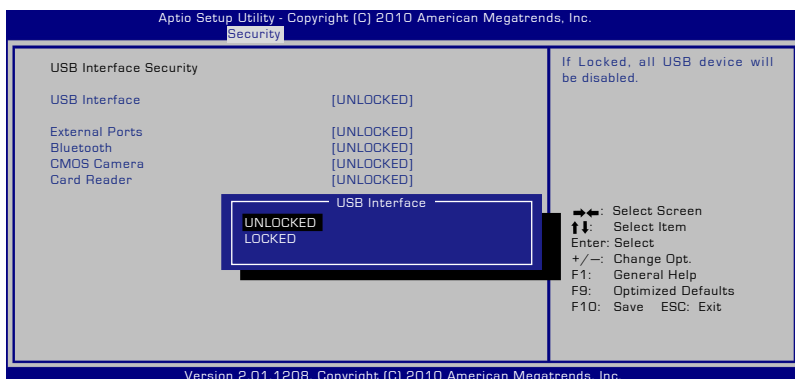 Aptio Setup Utility - Copyright (C) 2010 American Megatrends, Inc.
Security
USB Interface Security
USB Interface [UNLOCKED]
External Ports [UNLOCKED]
Bluetooth [UNLOCKED]
CMOS Camera [UNLOCKED]
Card Reader [UNLOCKED]
USB Interface
UNLOCKED
LOCKED
If Locked, all USB device will
be disabled.
→←: Select Screen
↑↓: Select Item
Enter: Select
+/—: Change Opt.
F1: General Help
F9: Optimized Defaults
F10: Save ESC: Exit
Version 2.01.1208. Copyright (C) 2010 American Megatrends, Inc.